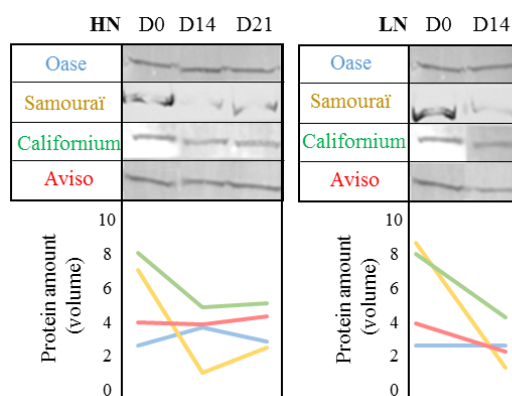 HN D0 D14 D21
Oase
Samouraï
Californium
Aviso
10
8
6
4
2
0
Protein amount
(volume)
LN D0 D14
Oase
Samouraï
Californium
Aviso
10
8
6
4
2
0
Protein amount
(volume)